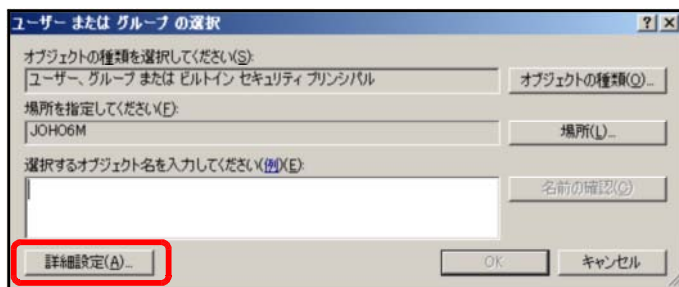 ユーザー または グループ の選択
オブジェクトの種類を選択してください(S):
ユーザー、グループ または ビルトイン セキュリティ プリンシパル
オブジェクトの種類(O)...
場所を指定してください(F):
JOHO6M
場所(L)...
選択するオブジェクト名を入力してください(例)(E):
名前の確認(C)
詳細設定(A)...
OK
キャンセル